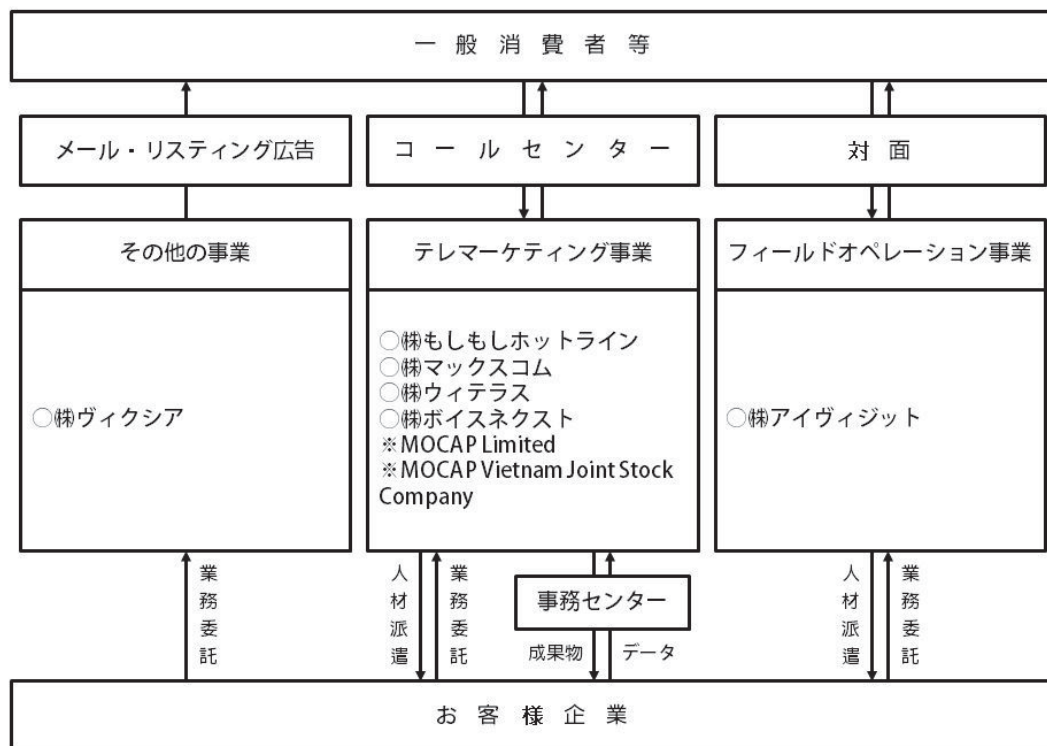 一般消費者等
メール・リスティング広告
コールセンター
対面
その他の事業
テレマーケティング事業
フィールドオペレーション事業
○㈱ヴィクシア
○㈱もしもしホットライン
○㈱マックスコム
○㈱ウィテラス
○㈱ボイスネクスト
※MOCAP Limited
※MOCAP Vietnam Joint Stock
Company
○㈱アイヴィジット
業務委託
人材派遣
業務委託
事務センター
成果物
データ
人材派遣
業務委託
お客様企業